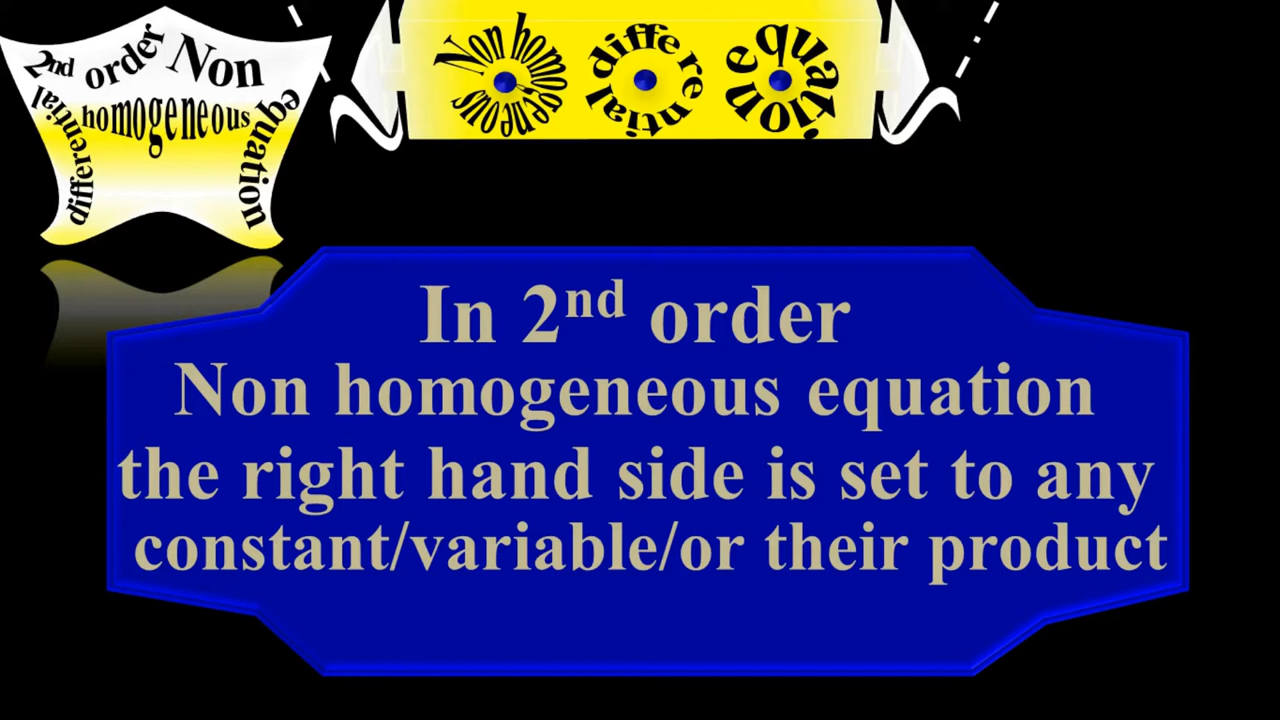 2nd order Non
homogeneous
differential
equation
Non homogeneous differential equation
In 2nd order
Non homogeneous equation
the right hand side is set to any
constant/variable/or their product